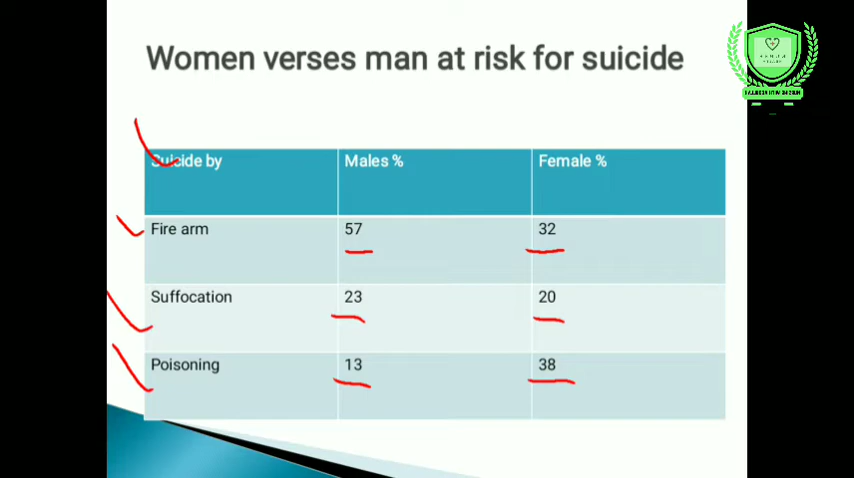 Women verses man at risk for suicide
Suicide by Males % Female %
Fire arm 57 32
Suffocation 23 20
Poisoning 13 38